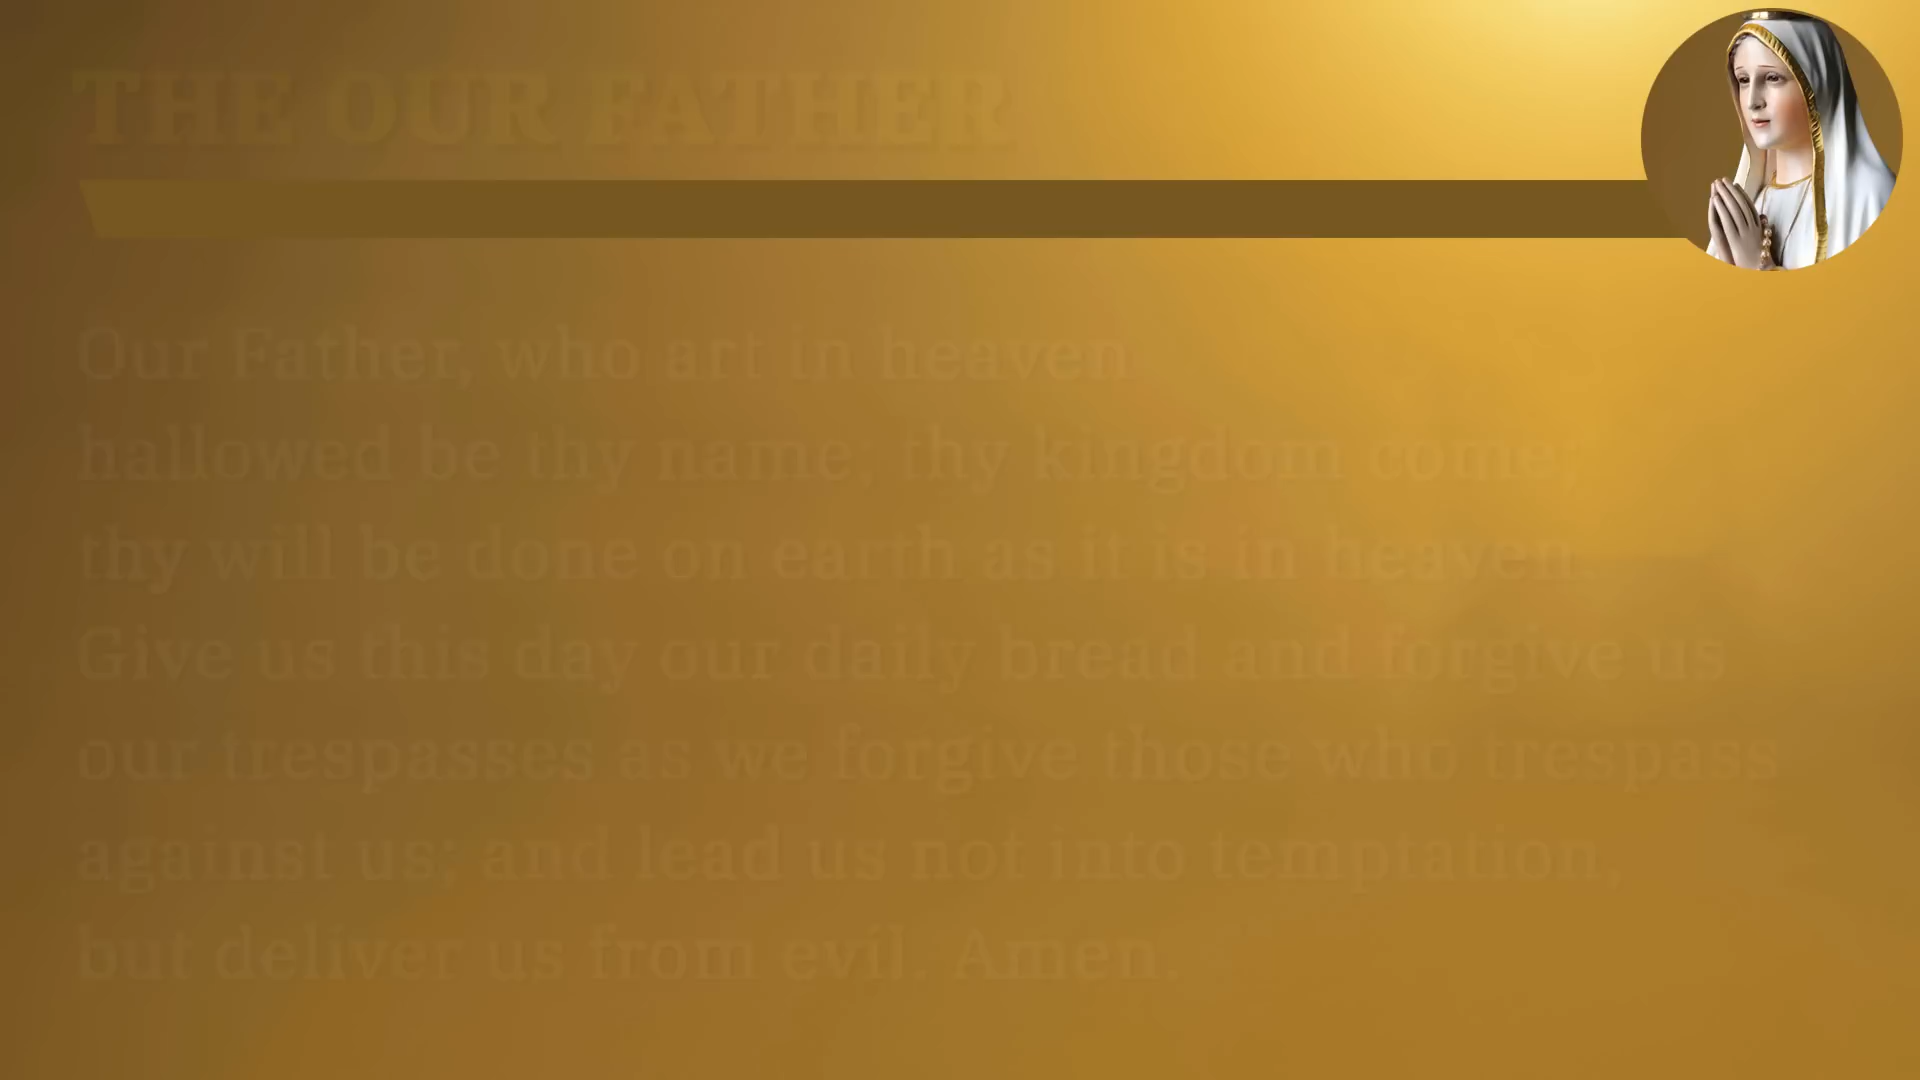 THE OUR FATHER
Our Father, who art in heaven
hallowed be thy name; thy kingdom come;
thy will be done on earth as it is in heaven.
Give us this day our daily bread and forgive us
our trespasses as we forgive those who trespass
against us; and lead us not into temptation,
but deliver us from evil. Amen.